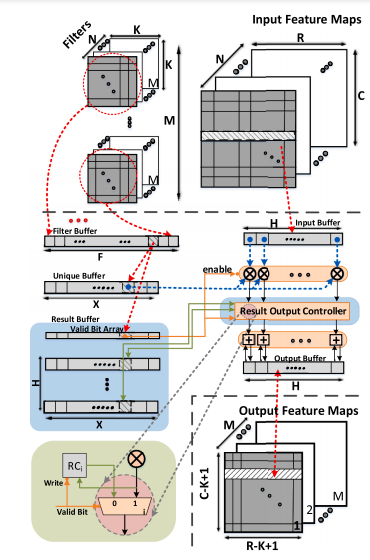 Filters
N
K
K
M
M
M
Input Feature Maps
N
R
C
Filter Buffer
F
Unique Buffer
X
Result Buffer
Valid Bit Array
H
X
H
Input Buffer
enable
Result Output Controller
Output Buffer
H
RCi
Write
Valid Bit
0 1
i
Output Feature Maps
M
C-K+1
M
2
1
R-K+1